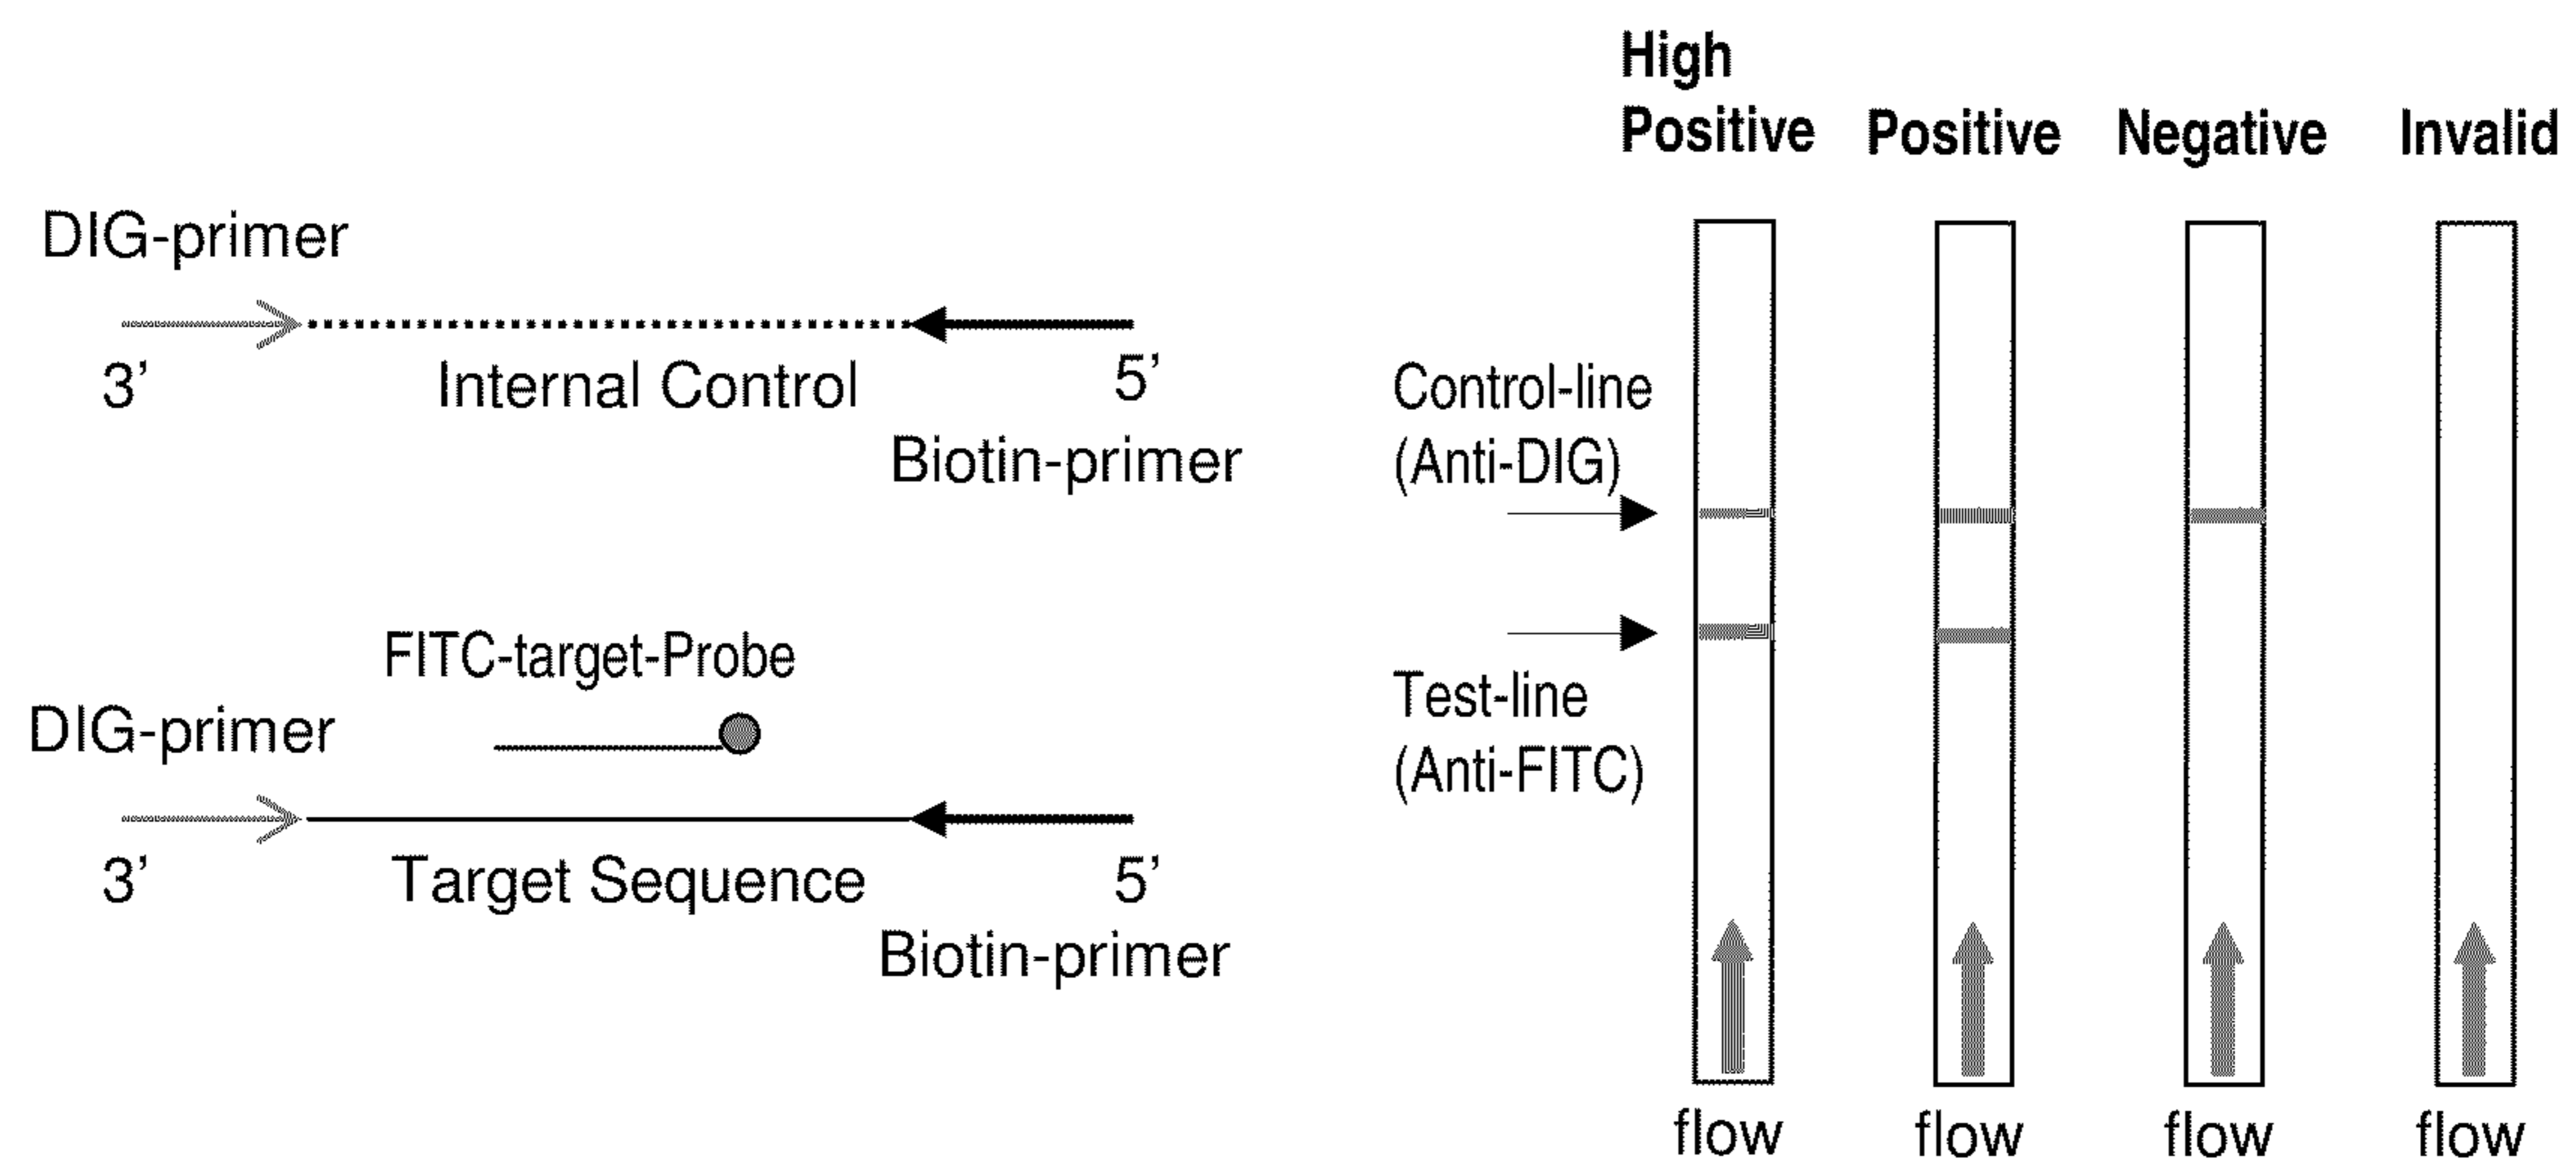 DIG-primer
3’
Internal Control
5’
Biotin-primer
FITC-target-Probe
DIG-primer
3’
Target Sequence
5’
Biotin-primer
High
Positive
Positive
Negative
Invalid
Control-line
(Anti-DIG)
Test-line
(Anti-FITC)
flow
flow
flow
flow